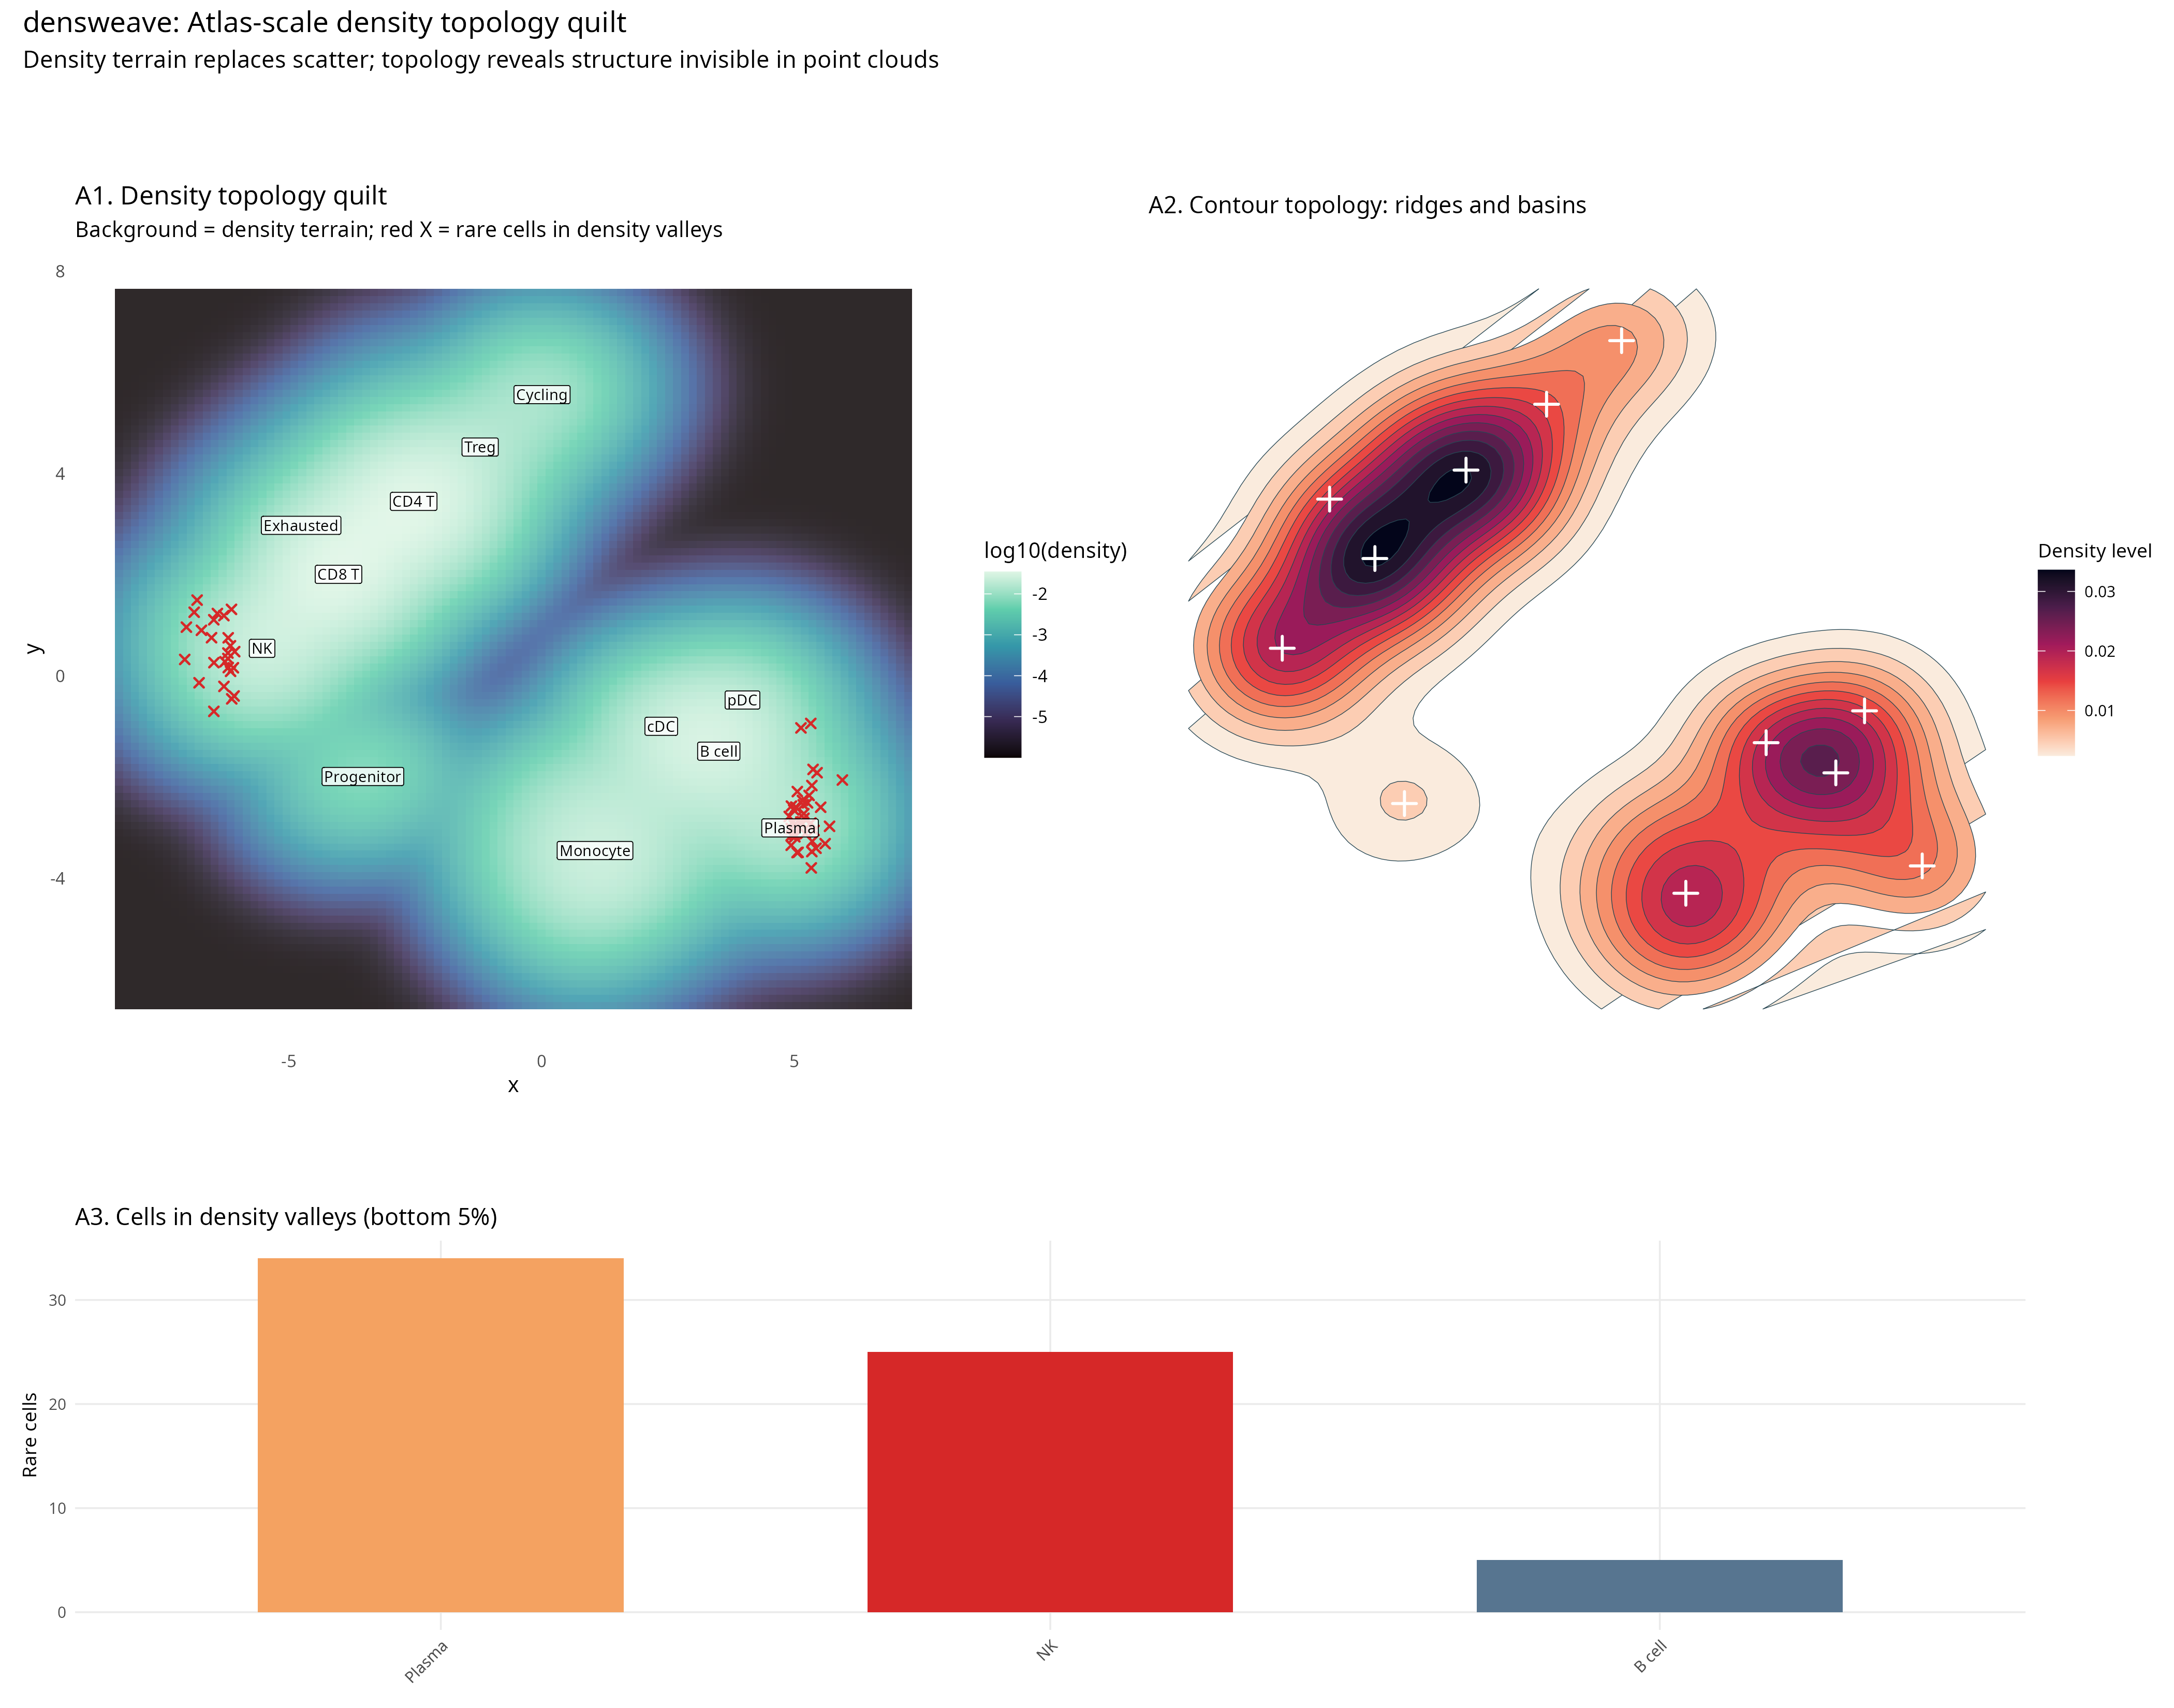 densweave: Atlas-scale density topology quilt
Density terrain replaces scatter; topology reveals structure invisible in point clouds
A1. Density topology quilt
Background = density terrain; red X = rare cells in density valleys
8
4
0
-4
y
Cycling
Treg
CD4 T
Exhausted
CD8 T
NK
pDC
cDC
B cell
Progenitor
Plasma
Monocyte
-5
0
5
x
log10(density)
-2
-3
-4
-5
A2. Contour topology: ridges and basins
Density level
0.03
0.02
0.01
A3. Cells in density valleys (bottom 5%)
Rare cells
30
20
10
0
Plasma
NK
B cell